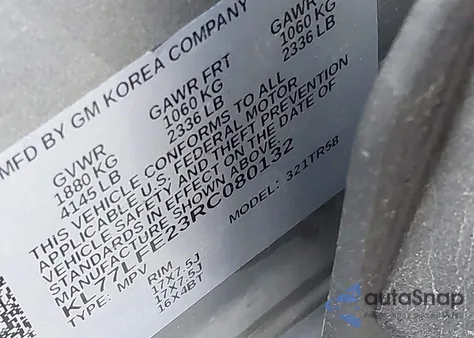 MFD BY GM KOREA COMPANY
GVWR GAWR FRT GAWR
1880 KG 1060 KG 1060 KG
4145 LB 2336 LB 2336 LB
THIS VEHICLE CONFORMS TO ALL
APPLICABLE U.S. FEDERAL MOTOR
VEHICLE SAFETY AND THEFT PREVENTION
STANDARDS IN EFFECT ON THE DATE OF
MANUFACTURE SHOWN ABOVE.
KL77LFE23RC080132
TYPE: MPV MODEL: 321TR58
RIM
17X7.5J
17X7.5J
16X4BT
autoSnap